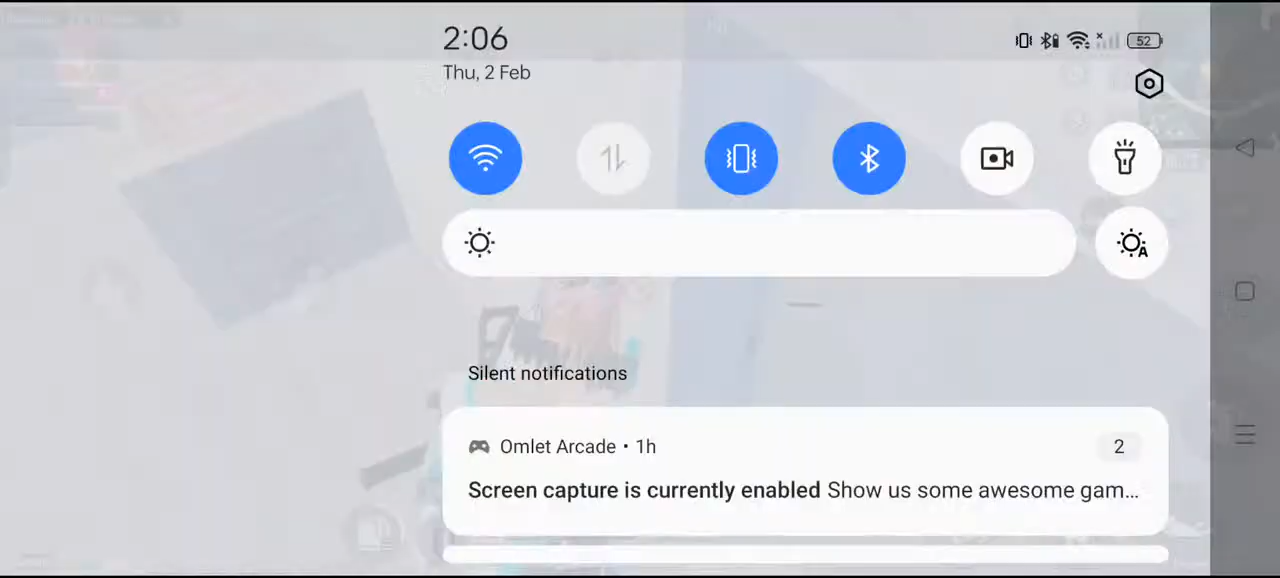 2:06
52
Thu, 2 Feb
A
Silent notifications
Omlet Arcade • 1h
2
Screen capture is currently enabled Show us some awesome gam...